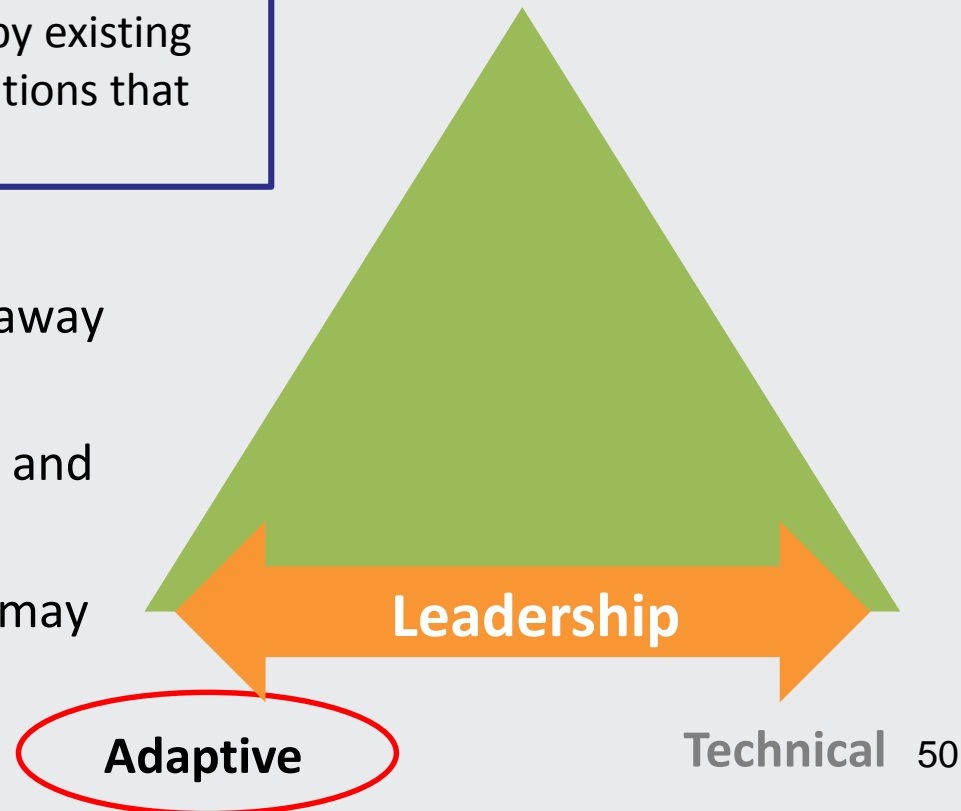 by existing
tions that
away
and
may
Leadership
Adaptive
Technical 50